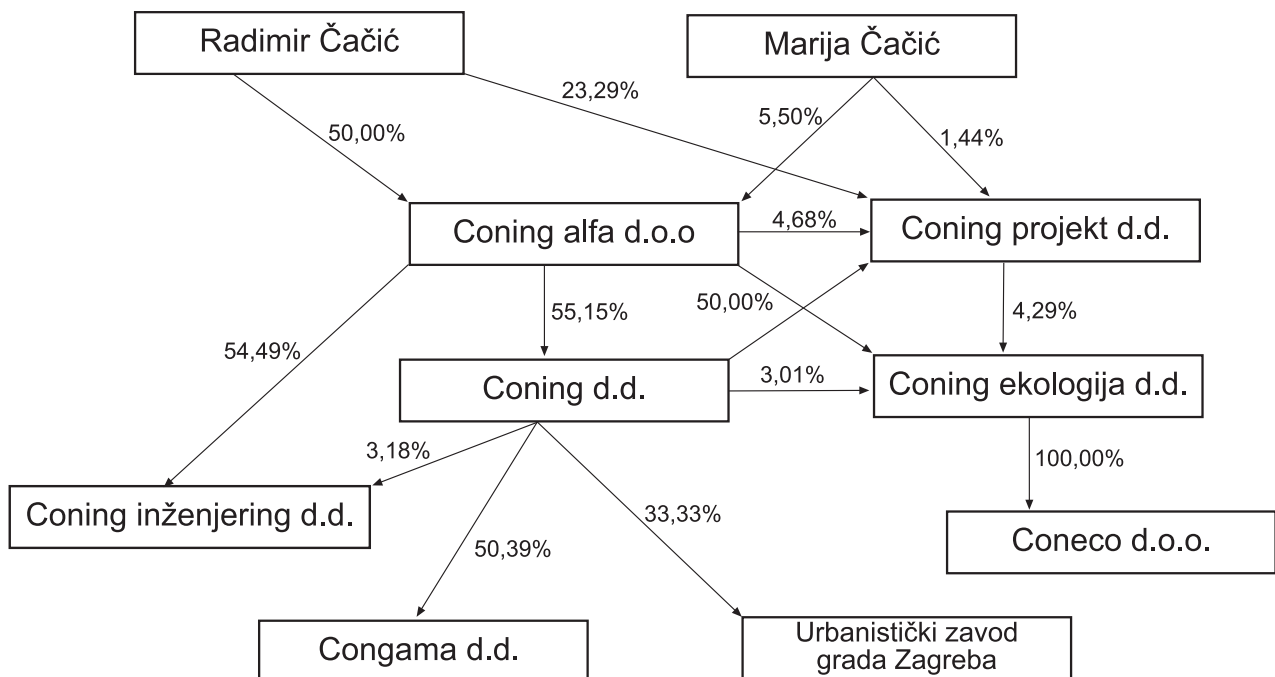 Radimir Čačić
Marija Čačić
23,29%
5,50%
50,00%
1,44%
Coning alfa d.o.o
4,68%
Coning projekt d.d.
50,00%
55,15%
4,29%
54,49%
Coning d.d.
3,01%
Coning ekologija d.d.
3,18%
100,00%
Coning inženjering d.d.
33,33%
Coneco d.o.o.
50,39%
Congama d.d.
Urbanistički zavod
grada Zagreba